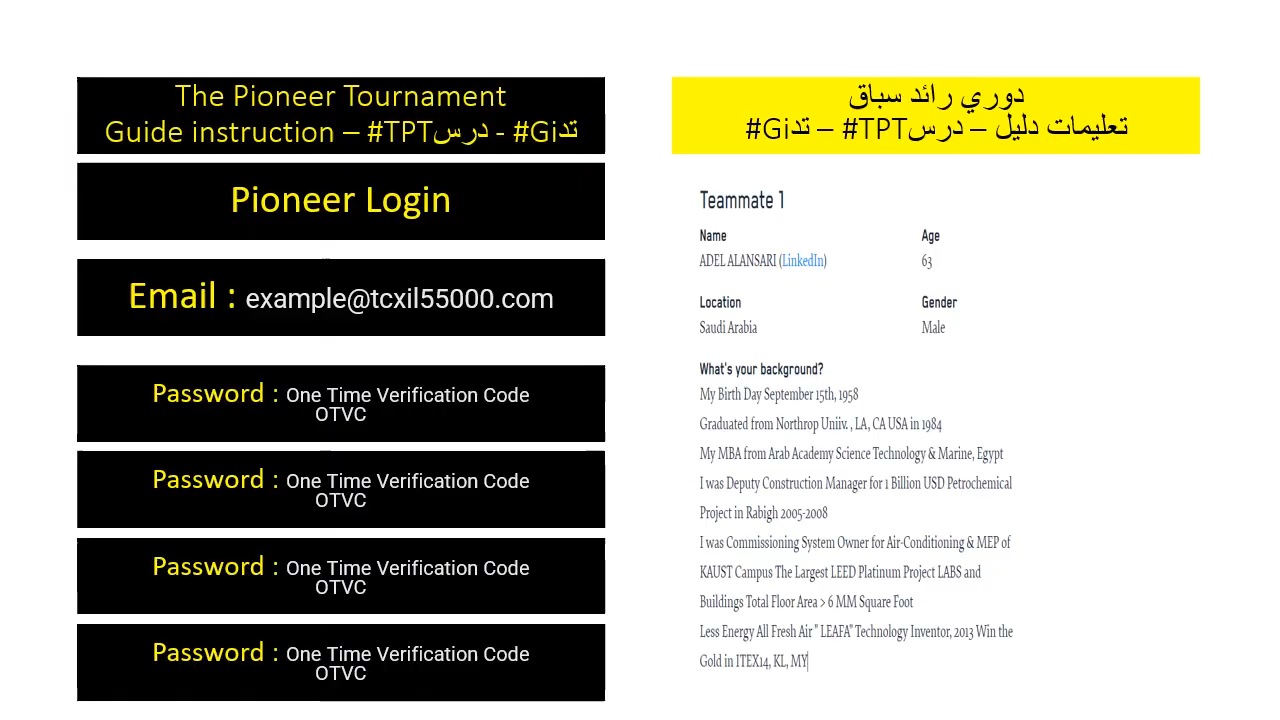 The Pioneer Tournament
Guide instruction – #TPTدرس - #Giتد
Pioneer Login
Email : example@tcxil55000.com
Password : One Time Verification Code
OTVC
Password : One Time Verification Code
OTVC
Password : One Time Verification Code
OTVC
Password : One Time Verification Code
OTVC
دوري رائد سباق
تعليمات دليل – درسTPT# – تدGi#
Teammate 1
Name
Age
ADEL ALANSARI (LinkedIn)
63
Location
Gender
Saudi Arabia
Male
What's your background?
My Birth Day September 15th, 1958
Graduated from Northrop Uniiv. , LA, CA USA in 1984
My MBA from Arab Academy Science Technology & Marine, Egypt
I was Deputy Construction Manager for 1 Billion USD Petrochemical
Project in Rabigh 2005-2008
I was Commissioning System Owner for Air-Conditioning & MEP of
KAUST Campus The Largest LEED Platinum Project LABS and
Buildings Total Floor Area > 6 MM Square Foot
Less Energy All Fresh Air " LEAFA" Technology Inventor, 2013 Win the
Gold in ITEX14, KL, MY